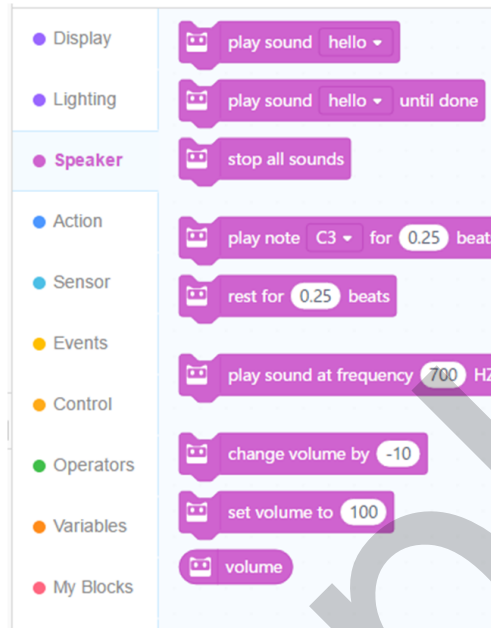 Display
Lighting
Speaker
Action
Sensor
Events
Control
Operators
Variables
My Blocks
play sound hello
play sound hello until done
stop all sounds
play note C3 for 0.25 beat
rest for 0.25 beats
play sound at frequency 700 HZ
change volume by -10
set volume to 100
volume